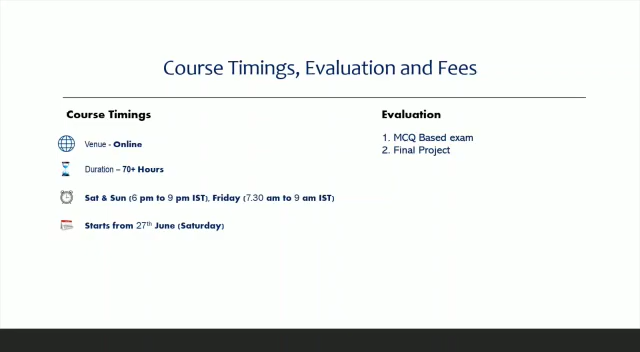 Course Timings, Evaluation and Fees
Course Timings
Venue - Online
Duration – 70+ Hours
Sat & Sun (6 pm to 9 pm IST), Friday (7.30 am to 9 am IST)
Starts from 27th June (Saturday)
Evaluation
1. MCQ Based exam
2. Final Project